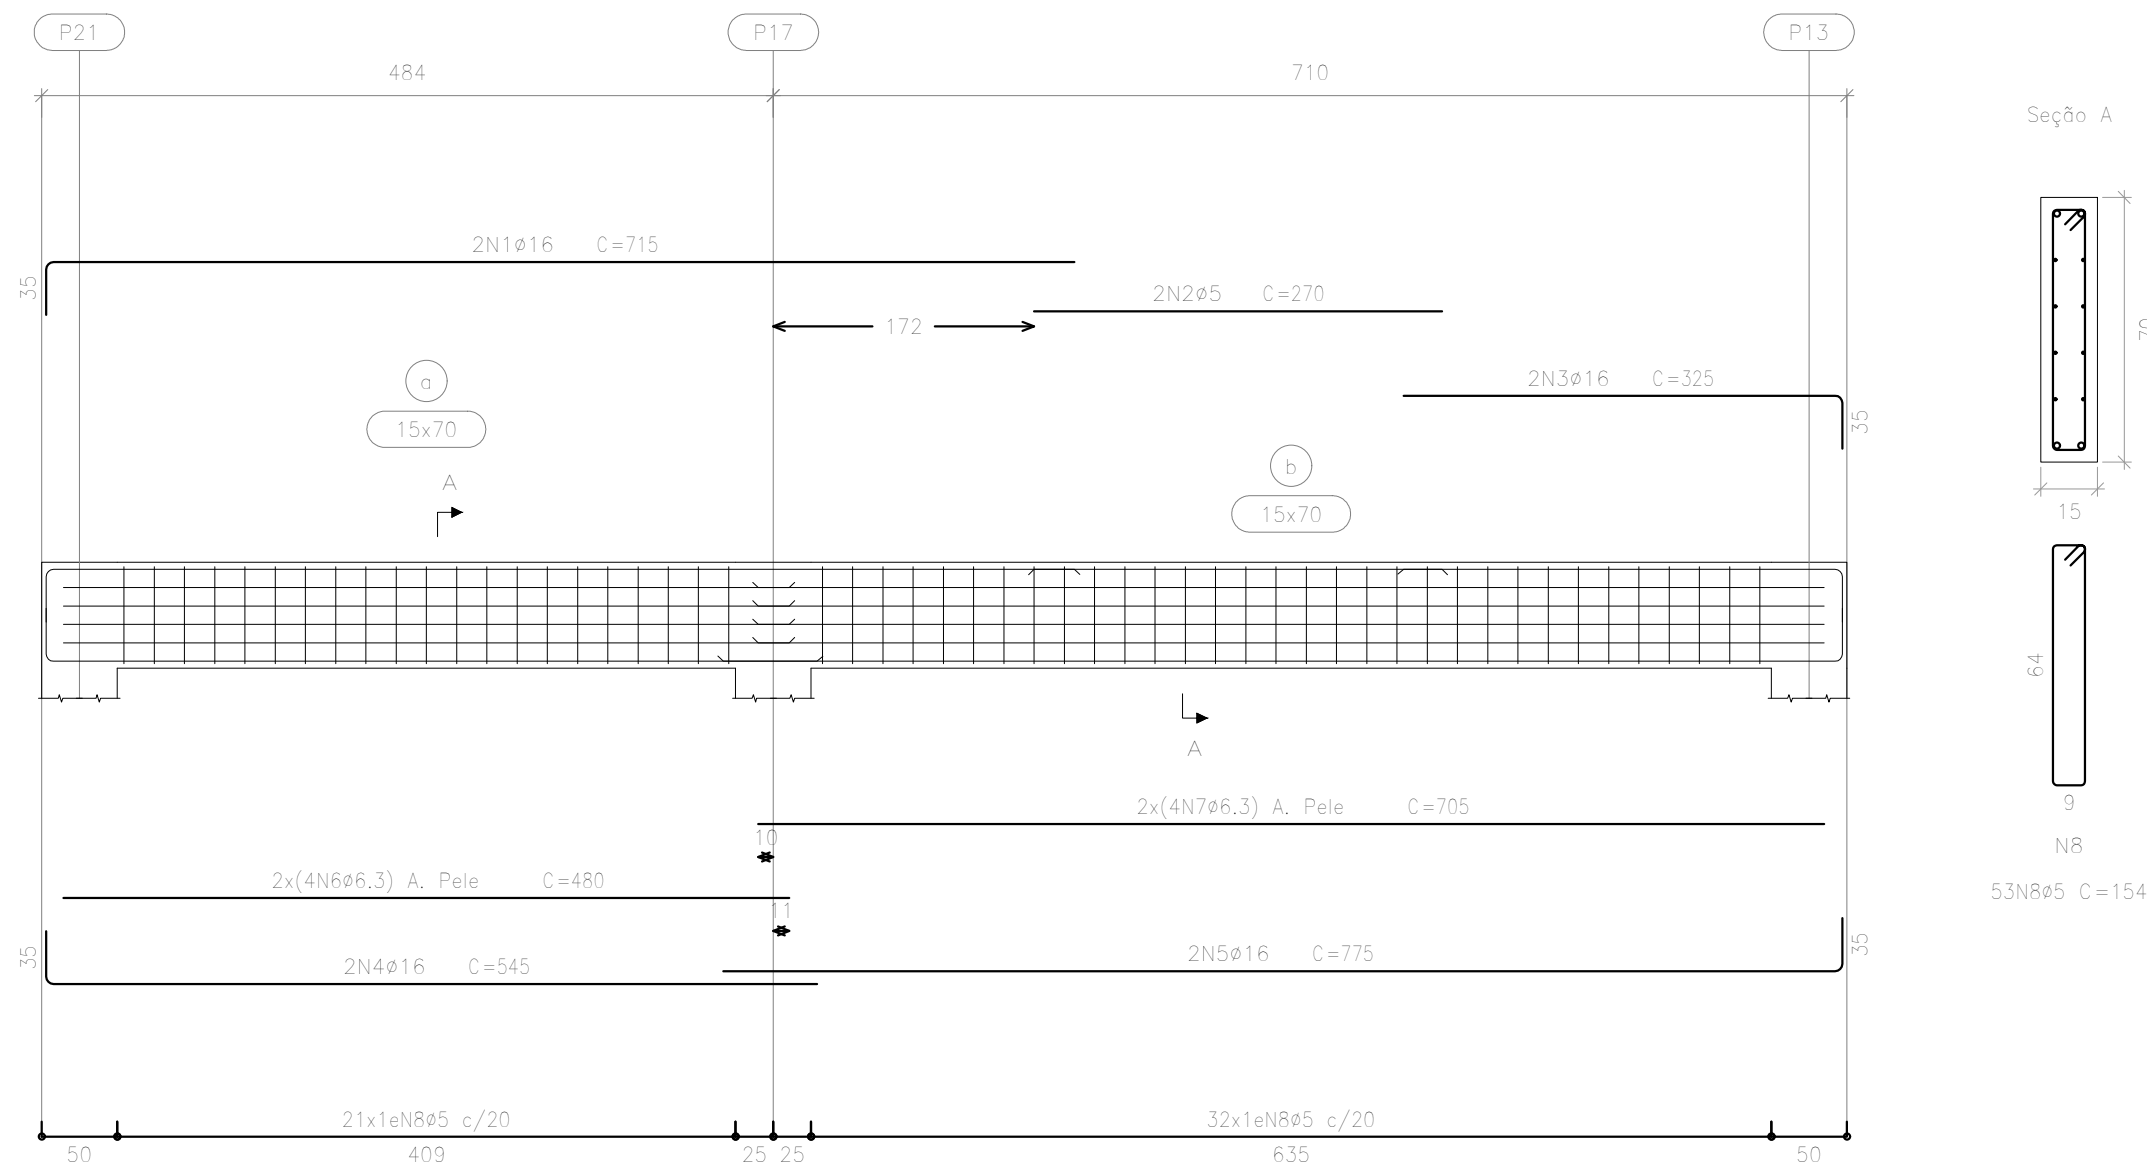 P21
P17
P13
484
710
Seção A
2N1ø16 C=715
35
2N2ø5 C=270
172
2N3ø16 C=325
35
a
15x70
A
b
15x70
70
15
64
9
N8
53N8ø5 C=154
A
2x(4N7ø6.3) A. Pele C=705
10
2x(4N6ø6.3) A. Pele C=480
11
35
2N4ø16 C=545
2N5ø16 C=775
35
21x1eN8ø5 c/20
32x1eN8ø5 c/20
50
409
25
25
635
50